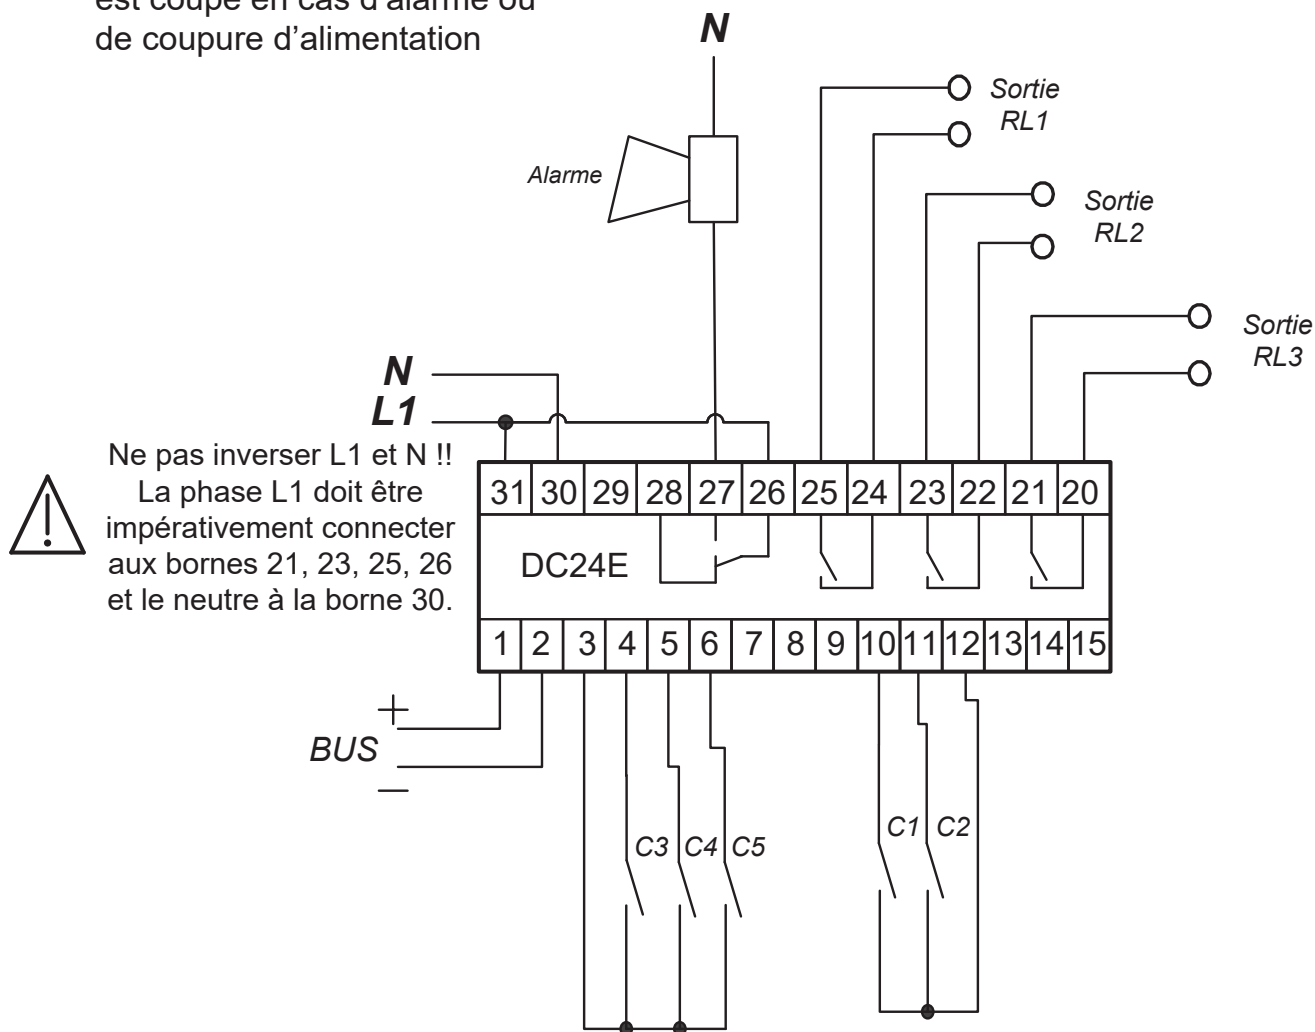 est coupé en cas d'alarme ou
de coupure d'alimentation
N
Sortie
RL1
Alarme
Sortie
RL2
Sortie
RL3
N
L1
Ne pas inverser L1 et N !!
La phase L1 doit être
impérativement connecter
aux bornes 21, 23, 25, 26
et le neutre à la borne 30.
31 30 29 28 27 26 25 24 23 22 21 20
DC24E
1 2 3 4 5 6 7 8 9 10 11 12 13 14 15
+
BUS
—
C3 C4 C5
C1 C2